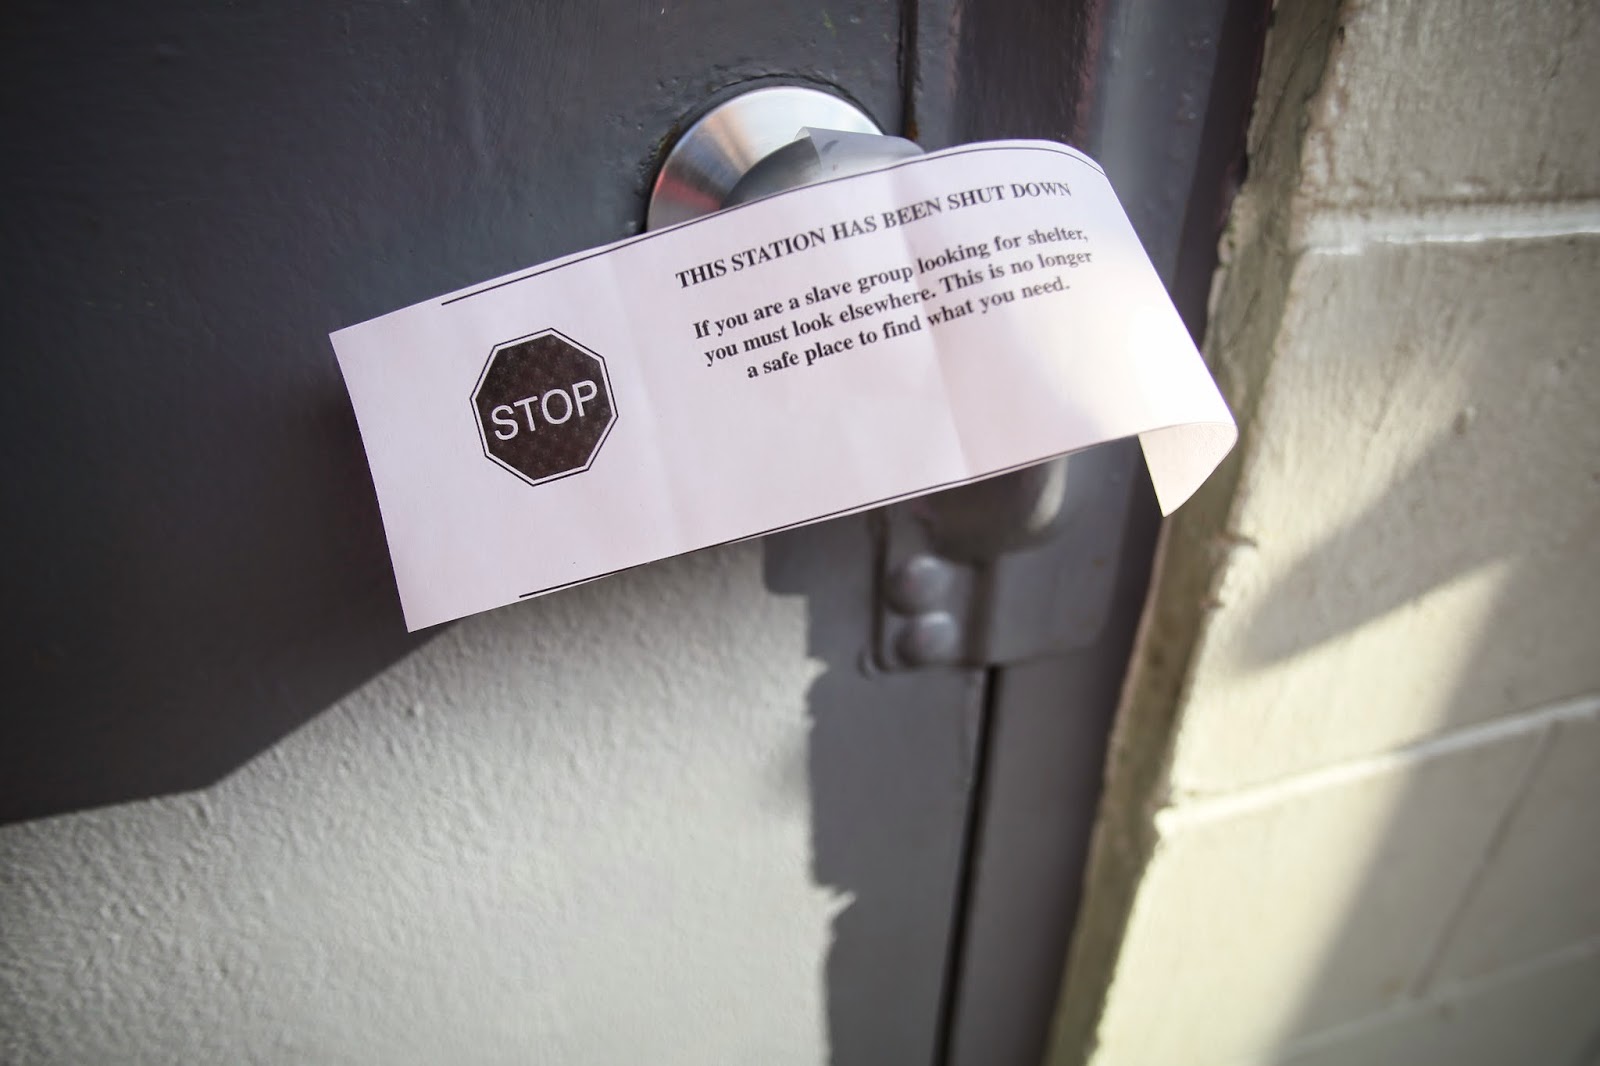 THIS STATION HAS BEEN SHUT DOWN
If you are a slave group looking for shelter,
you must look elsewhere. This is no longer
a safe place to find what you need.
STOP